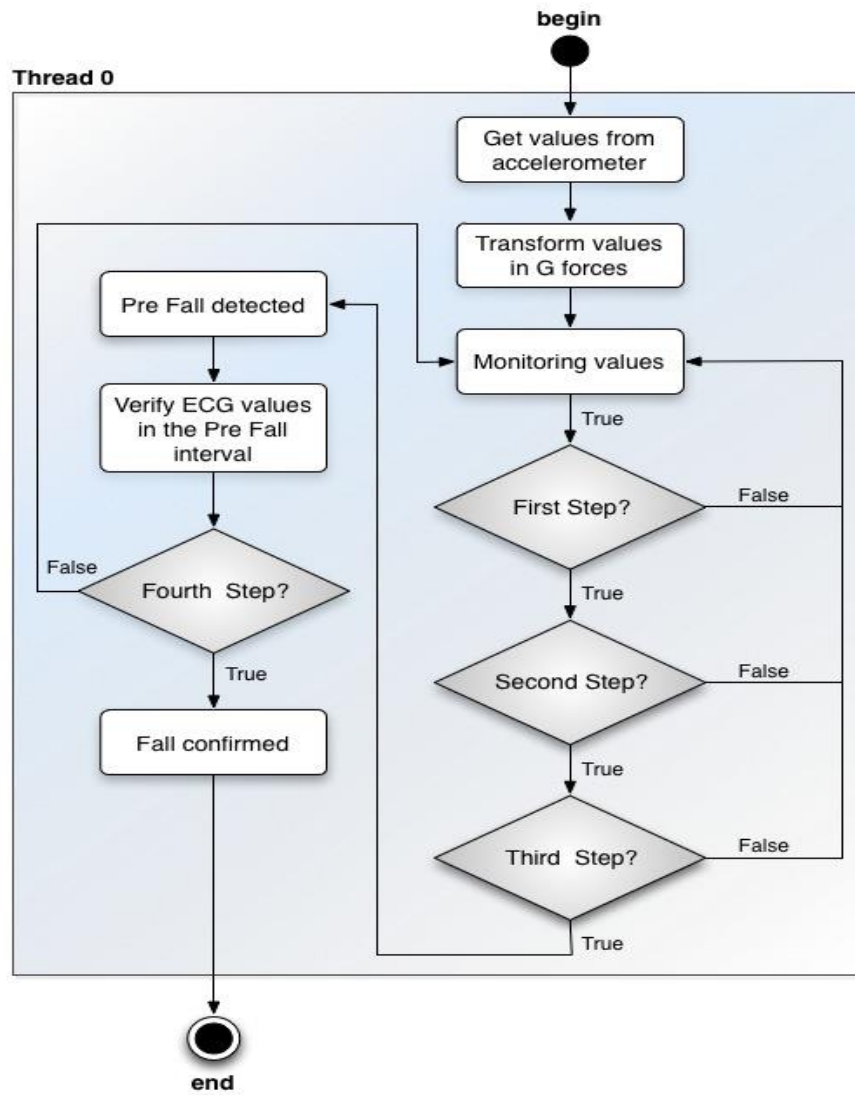 begin
Thread 0
Get values from
accelerometer
Transform values
in G forces
Monitoring values
True
First Step?
False
True
Second Step?
False
True
Third Step?
False
True
Pre Fall detected
Verify ECG values
in the Pre Fall
interval
Fourth Step?
False
True
Fall confirmed
end